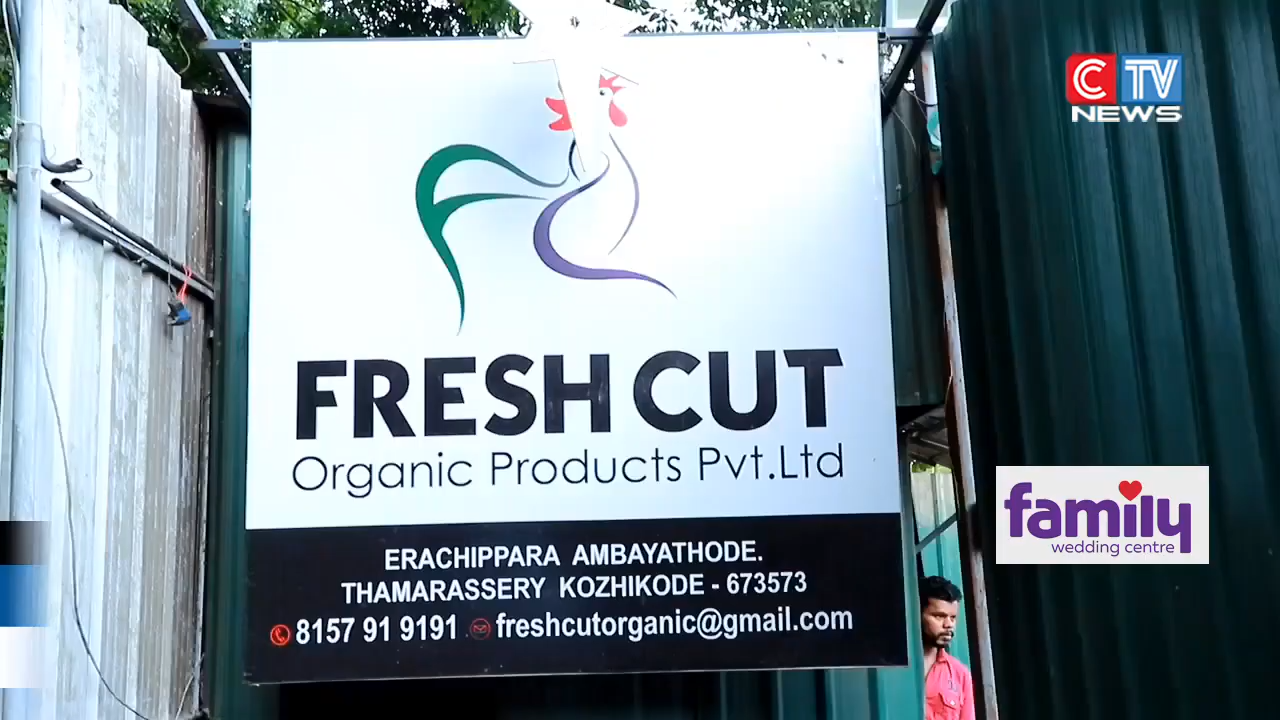 CTV
NEWS
FRESH CUT
Organic Products Pvt.Ltd
ERACHIPPARA AMBAYATHODE.
THAMARASSERY KOZHIKODE - 673573
8157 91 9191 freshcutorganic@gmail.com
family
wedding centre